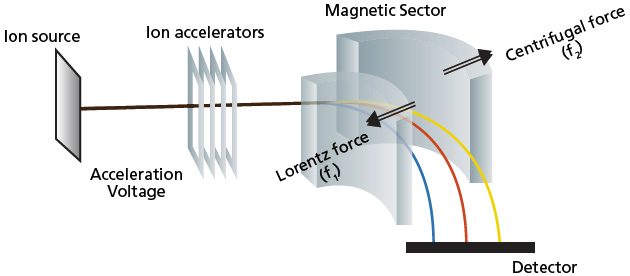 Magnetic Sector
Ion source
Ion accelerators
Centrifugal force
(f₂)
Lorentz force
(f₁)
Acceleration
Voltage
Detector